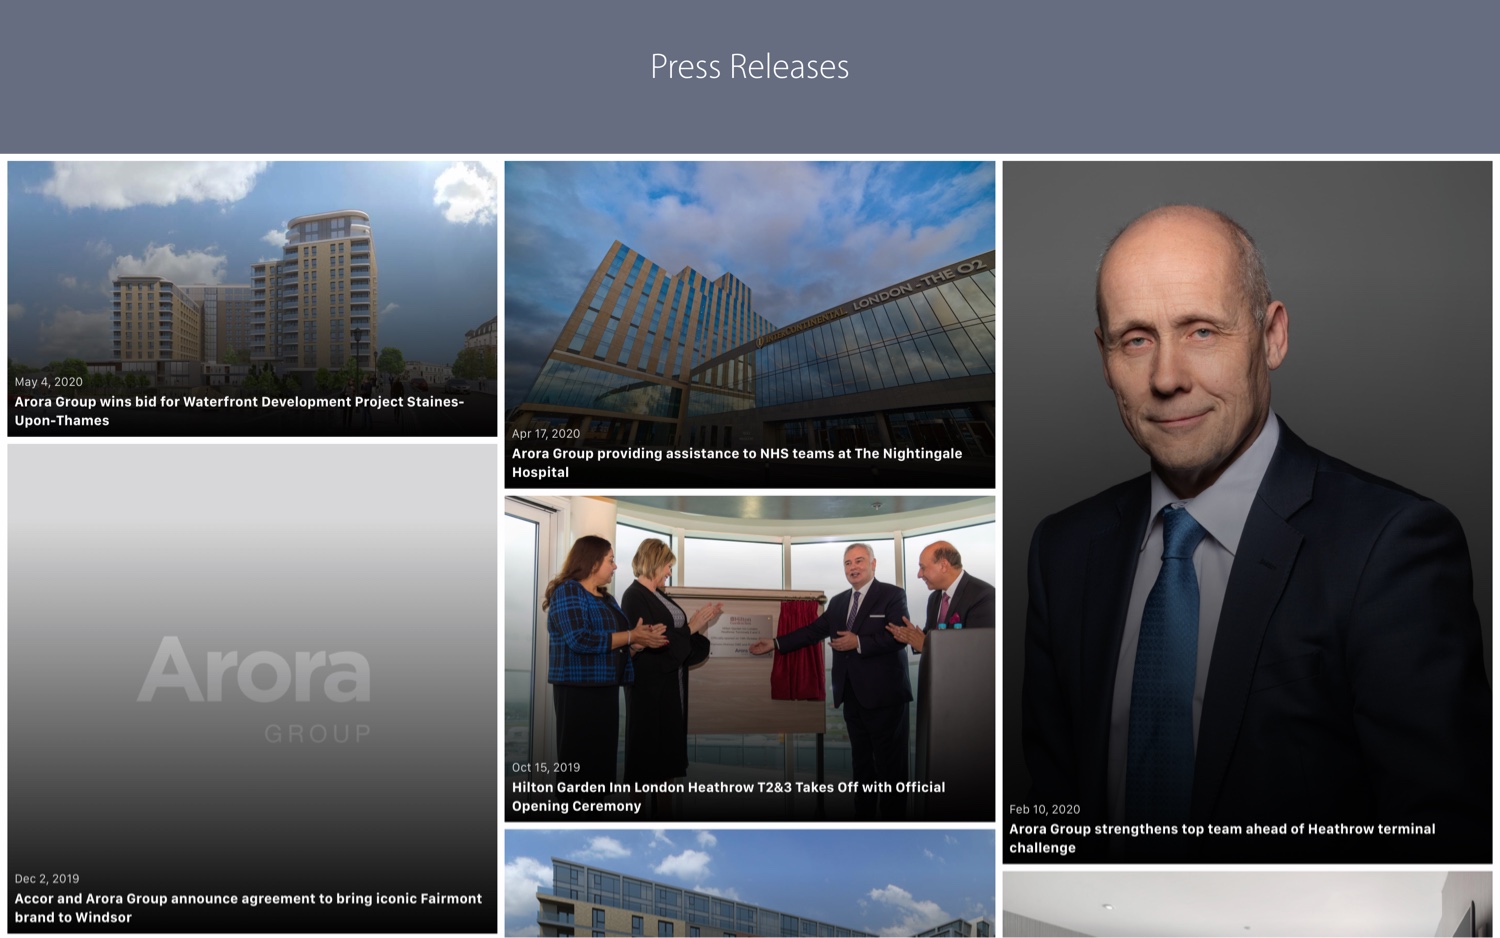 Press Releases
May 4, 2020
Arora Group wins bid for Waterfront Development Project Staines-
Upon-Thames
Apr 17, 2020
Arora Group providing assistance to NHS teams at The Nightingale
Hospital
INTERCONTINENTAL LONDON - THE O2
Feb 10, 2020
Arora Group strengthens top team ahead of Heathrow terminal
challenge
Arora
GROUP
Dec 2, 2019
Accor and Arora Group announce agreement to bring iconic Fairmont
brand to Windsor
Oct 15, 2019
Hilton Garden Inn London Heathrow T2&3 Takes Off with Official
Opening Ceremony